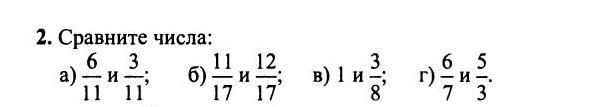 2. Сравните числа:
а) 6/11 и 3/11; б) 11/17 и 12/17; в) 1 и 3/8; г) 6/7 и 5/3.